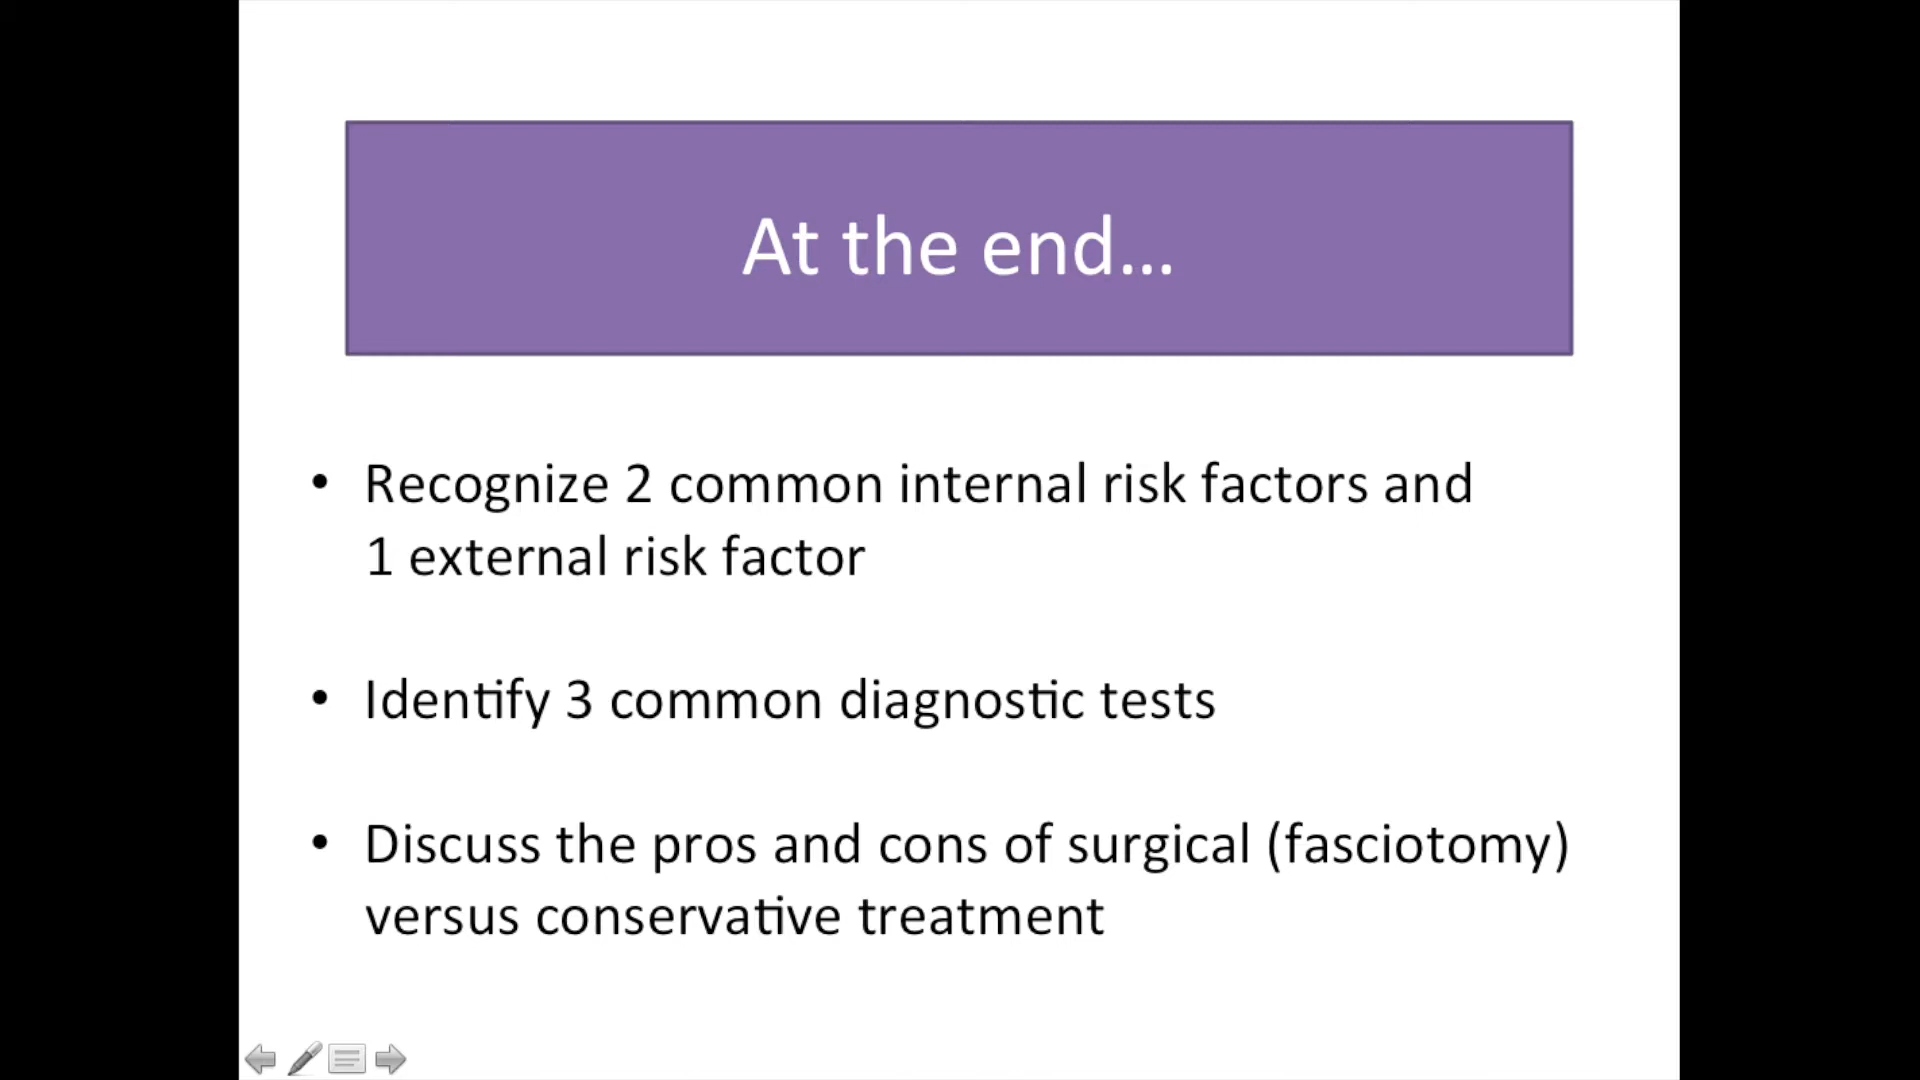 At the end...
• Recognize 2 common internal risk factors and
1 external risk factor
• Identify 3 common diagnostic tests
• Discuss the pros and cons of surgical (fasciotomy)
versus conservative treatment